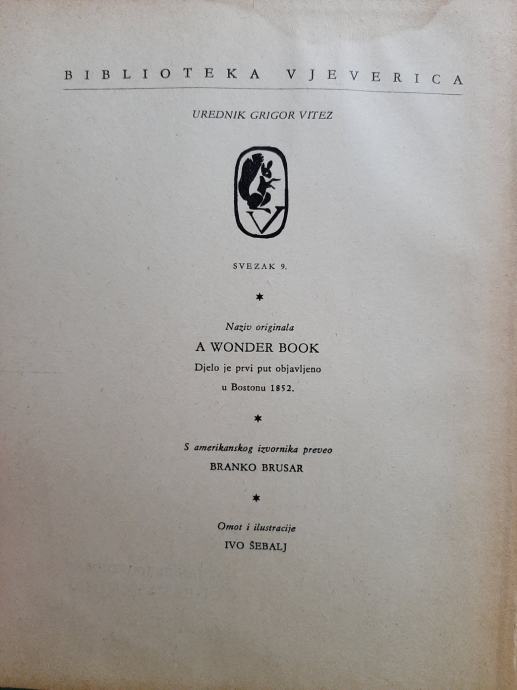 BIBLIOTEKA VJEVERICA
UREDNIK GRIGOR VITEZ
V
SVEZAK 9.
Naziv originala
A WONDER BOOK
Djelo je prvi put objavljeno
u Bostonu 1852.
S amerikanskog izvornika preveo
BRANKO BRUSAR
Omot i ilustracije
IVO ŠEBALJ